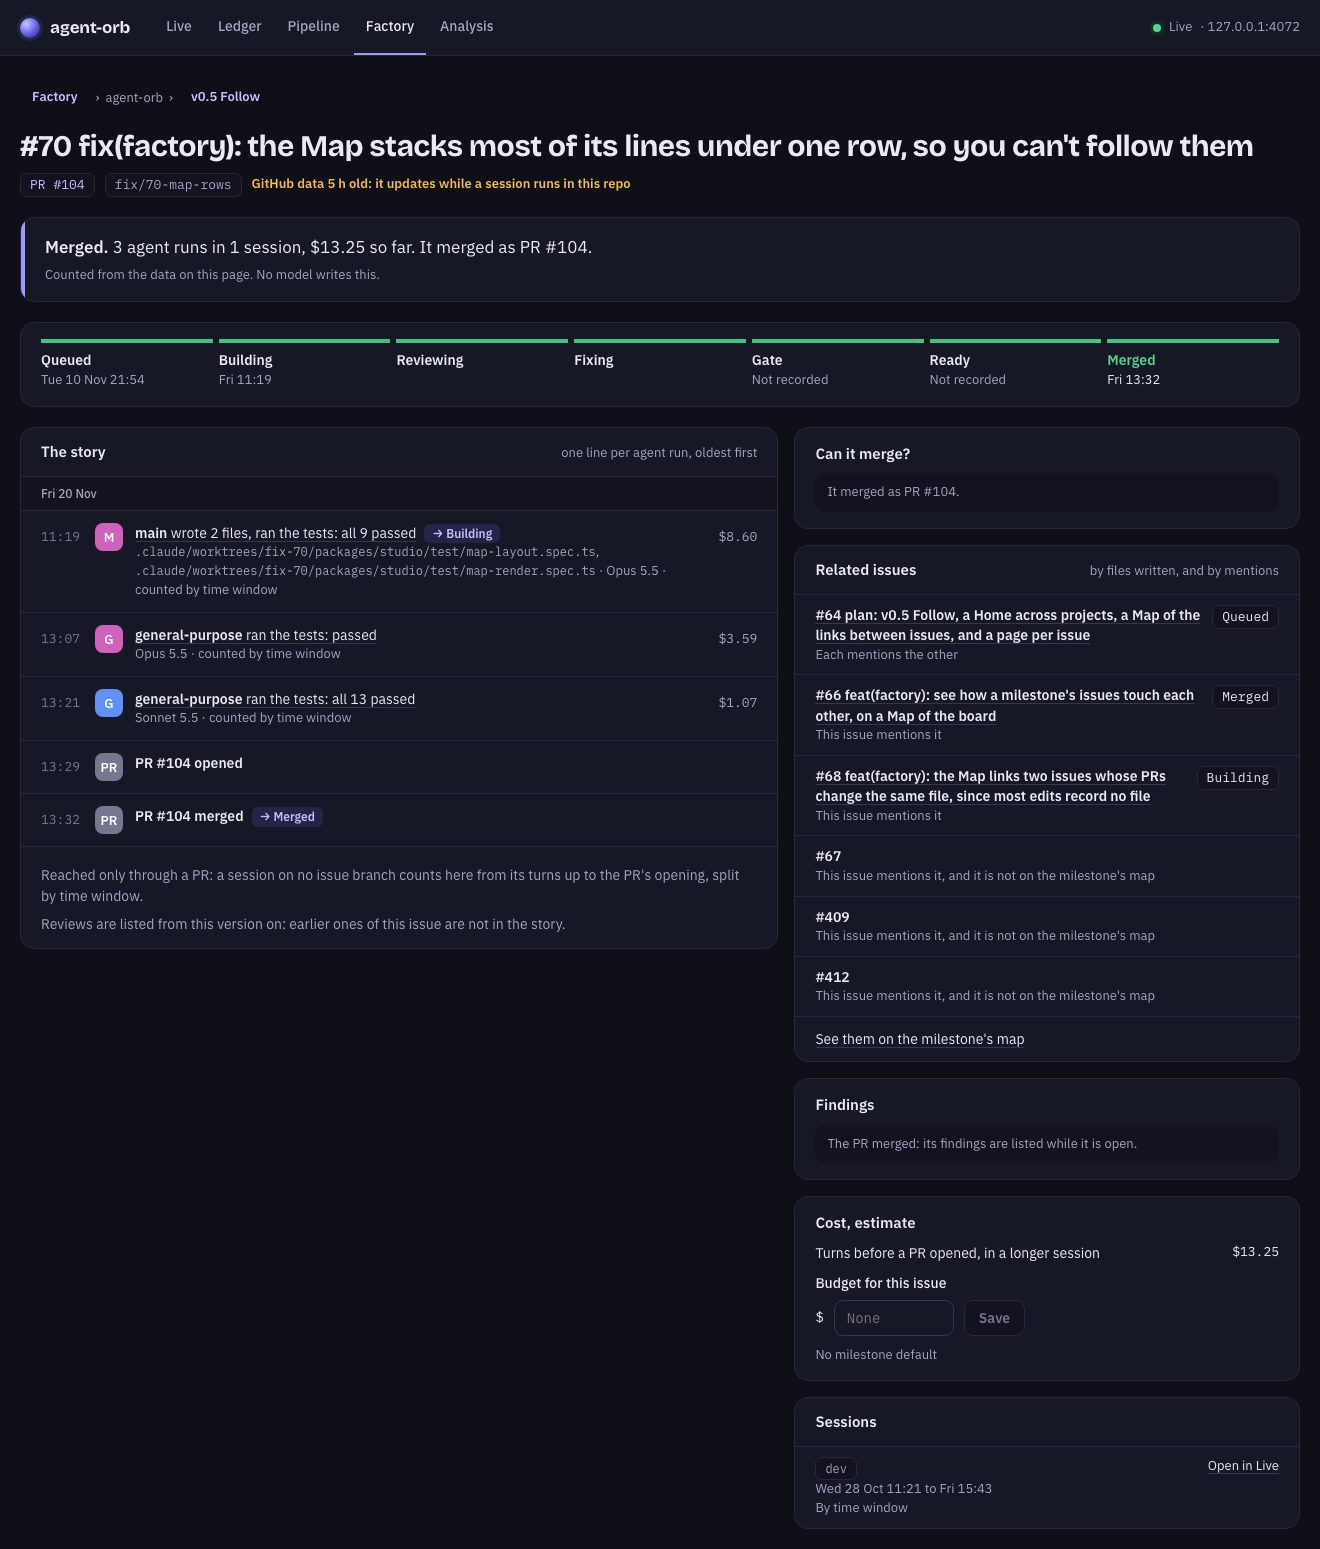 agent-orb
Live
Ledger
Pipeline
Factory
Analysis
Live · 127.0.0.1:4072
Factory › agent-orb › v0.5 Follow
#70 fix(factory): the Map stacks most of its lines under one row, so you can't follow them
PR #104
fix/70-map-rows
GitHub data 5 h old: it updates while a session runs in this repo
Merged. 3 agent runs in 1 session, $13.25 so far. It merged as PR #104.
Counted from the data on this page. No model writes this.
Queued
Tue 10 Nov 21:54
Building
Fri 11:19
Reviewing
Fixing
Gate
Not recorded
Ready
Not recorded
Merged
Fri 13:32
The story
one line per agent run, oldest first
Fri 20 Nov
11:19
M
main wrote 2 files, ran the tests: all 9 passed → Building
$8.60
.claude/worktrees/fix-70/packages/studio/test/map-layout.spec.ts,
.claude/worktrees/fix-70/packages/studio/test/map-render.spec.ts · Opus 5.5 ·
counted by time window
13:07
G
general-purpose ran the tests: passed
$3.59
Opus 5.5 · counted by time window
13:21
G
general-purpose ran the tests: all 13 passed
$1.07
Sonnet 5.5 · counted by time window
13:29
PR
PR #104 opened
13:32
PR
PR #104 merged → Merged
Reached only through a PR: a session on no issue branch counts here from its turns up to the PR's opening, split
by time window.
Reviews are listed from this version on: earlier ones of this issue are not in the story.
Can it merge?
It merged as PR #104.
Related issues
by files written, and by mentions
#64 plan: v0.5 Follow, a Home across projects, a Map of the
links between issues, and a page per issue
Queued
Each mentions the other
#66 feat(factory): see how a milestone's issues touch each
other, on a Map of the board
Merged
This issue mentions it
#68 feat(factory): the Map links two issues whose PRs
change the same file, since most edits record no file
Building
This issue mentions it
#67
This issue mentions it, and it is not on the milestone's map
#409
This issue mentions it, and it is not on the milestone's map
#412
This issue mentions it, and it is not on the milestone's map
See them on the milestone's map
Findings
The PR merged: its findings are listed while it is open.
Cost, estimate
Turns before a PR opened, in a longer session
$13.25
Budget for this issue
$ None
Save
No milestone default
Sessions
dev
Open in Live
Wed 28 Oct 11:21 to Fri 15:43
By time window